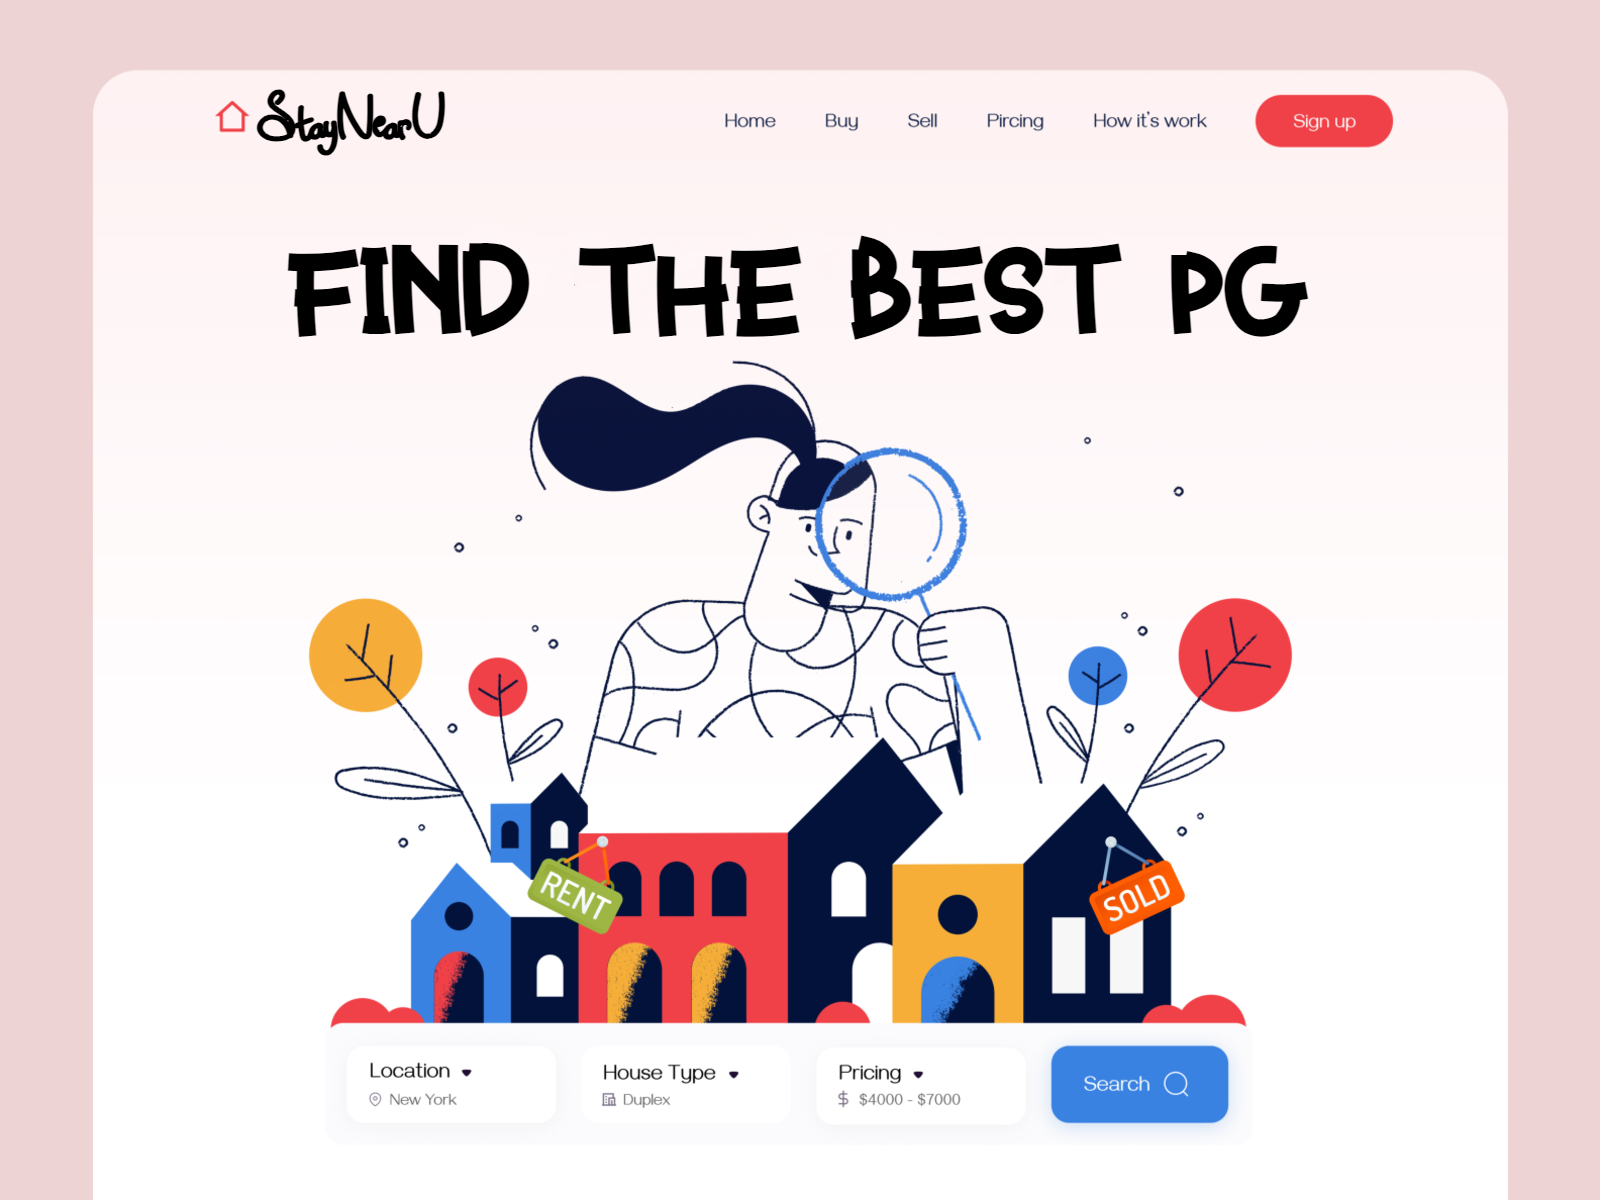 StayNearU
Home Buy Sell Pircing How it's work Sign up
FIND THE BEST PG
RENT
SOLD
Location
New York
House Type
Duplex
Pricing
$ $4000 - $7000
Search